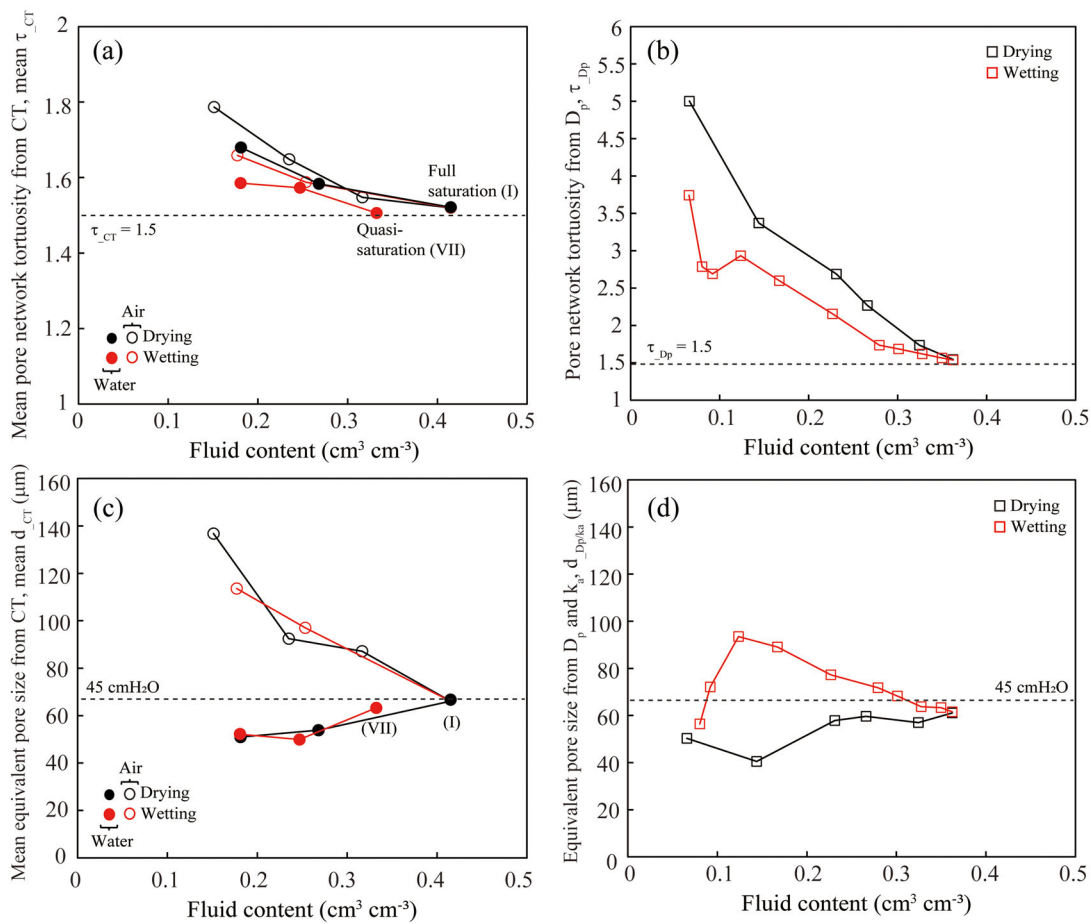 (a)
Mean pore network tortuosity from CT, mean τ_CT
2
1.8
1.6
1.4
1.2
1
Full
saturation (I)
Quasi-
saturation (VII)
τ_CT = 1.5
Air
Drying
Wetting
Water
0
0.1
0.2
0.3
0.4
0.5
Fluid content (cm³ cm⁻³)
(b)
Pore network tortuosity from Dp, τ_Dp
6
5.5
5
4.5
4
3.5
3
2.5
2
1.5
1
Drying
Wetting
τ_Dp = 1.5
0
0.1
0.2
0.3
0.4
0.5
Fluid content (cm³ cm⁻³)
(c)
Mean equivalent pore size from CT, mean d_CT (μm)
160
140
120
100
80
60
40
20
0
45 cmH₂O
(VII)
(I)
Air
Drying
Wetting
Water
0
0.1
0.2
0.3
0.4
0.5
Fluid content (cm³ cm⁻³)
(d)
Equivalent pore size from Dp and ka, d_Dp/ka (μm)
160
140
120
100
80
60
40
20
0
Drying
Wetting
45 cmH₂O
0
0.1
0.2
0.3
0.4
0.5
Fluid content (cm³ cm⁻³)